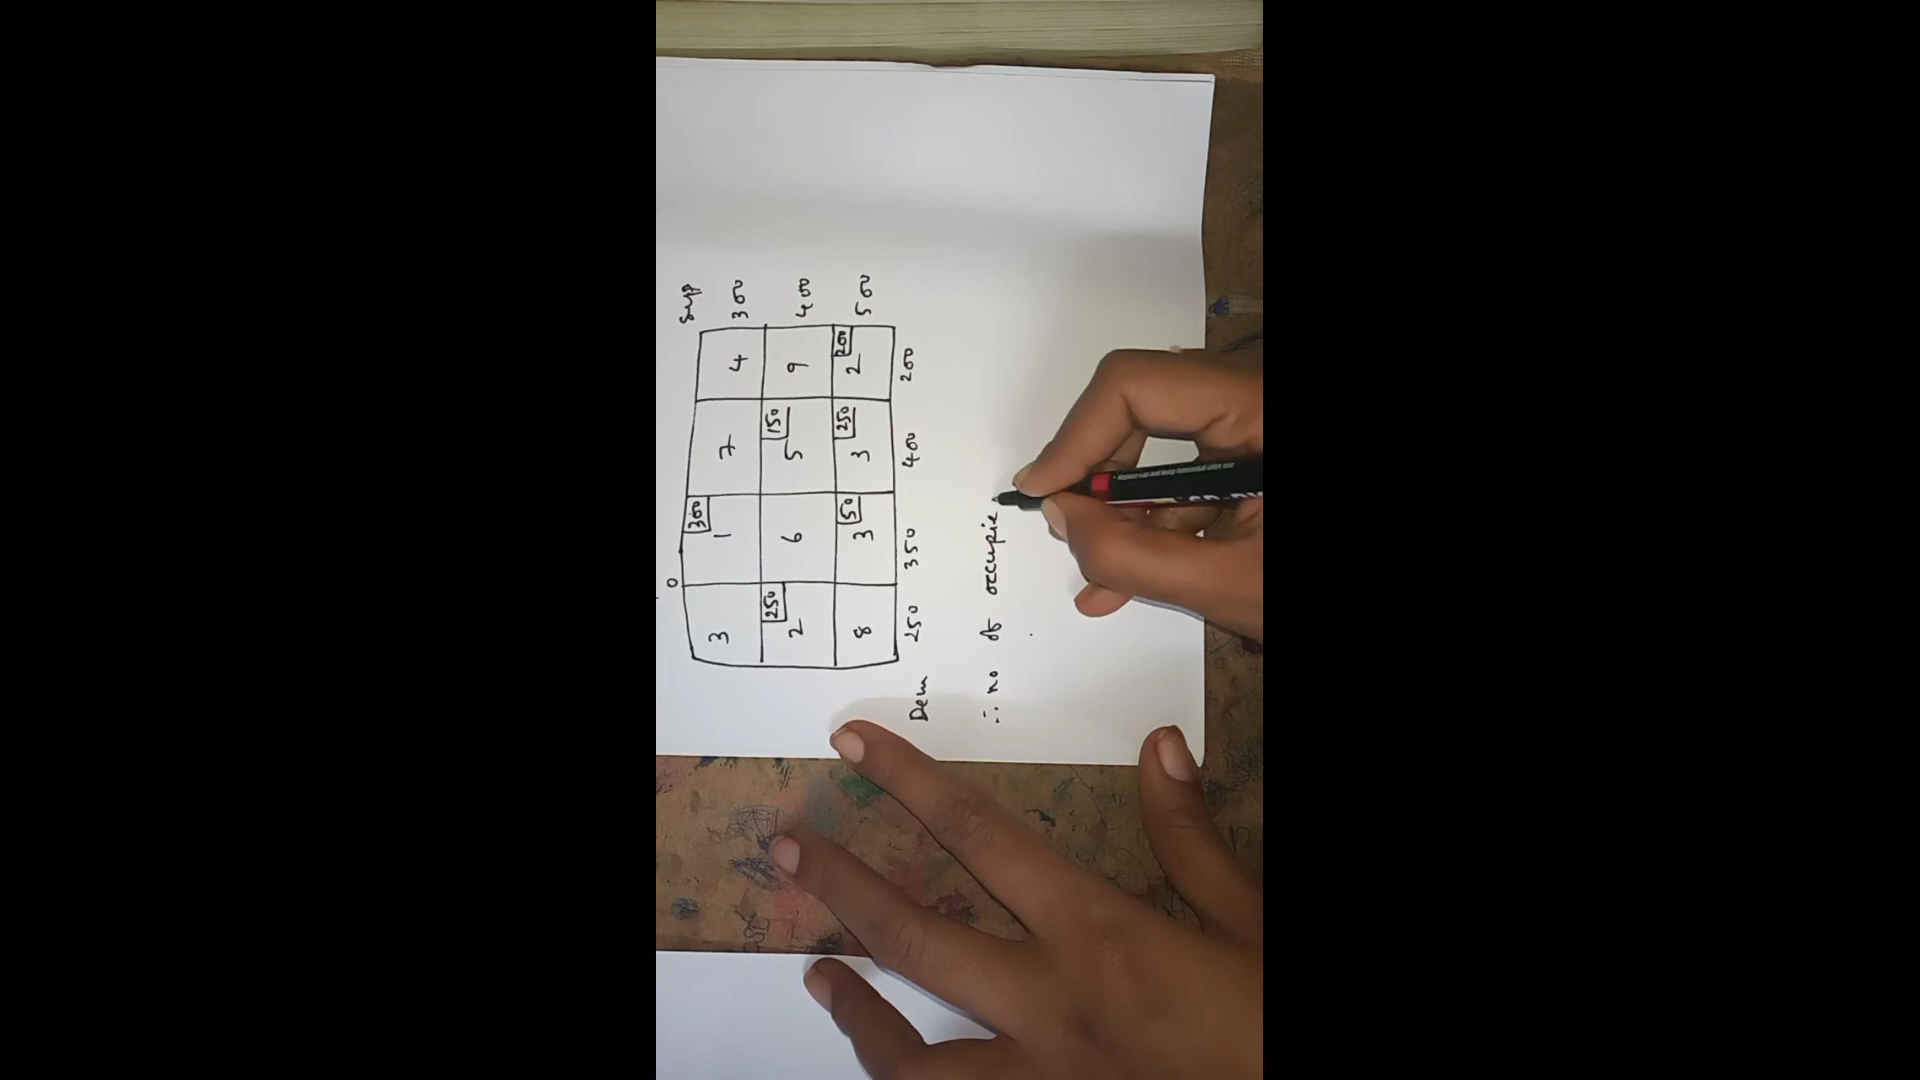 0
Sup
300
3 1 7 4 300
250
150
2 6 5 9 400
50
250
200
8 3 3 2 500
Dem 250 350 400 200
∴ no of occupie